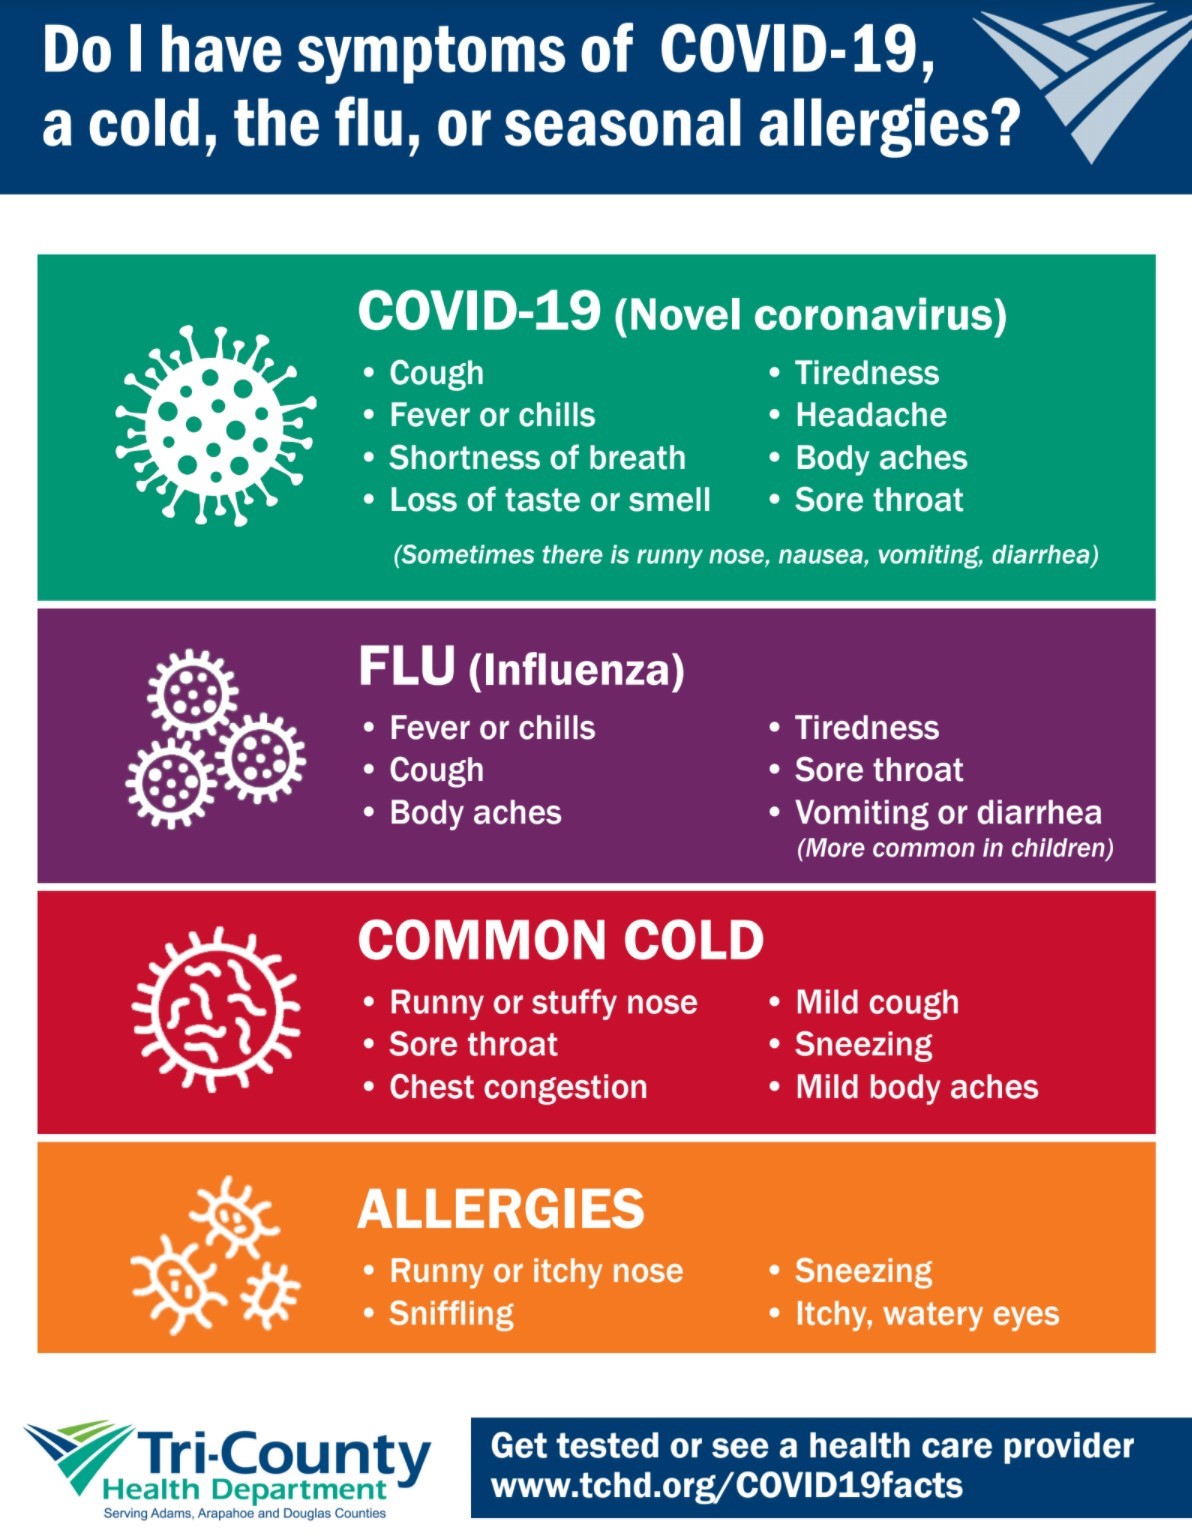 Do I have symptoms of COVID-19,
a cold, the flu, or seasonal allergies?
COVID-19 (Novel coronavirus)
• Cough
• Fever or chills
• Shortness of breath
• Loss of taste or smell
• Tiredness
• Headache
• Body aches
• Sore throat
(Sometimes there is runny nose, nausea, vomiting, diarrhea)
FLU (Influenza)
• Fever or chills
• Cough
• Body aches
• Tiredness
• Sore throat
• Vomiting or diarrhea
(More common in children)
COMMON COLD
• Runny or stuffy nose
• Sore throat
• Chest congestion
• Mild cough
• Sneezing
• Mild body aches
ALLERGIES
• Runny or itchy nose
• Sniffling
• Sneezing
• Itchy, watery eyes
Tri-County
Health Department
Serving Adams, Arapahoe and Douglas Counties
Get tested or see a health care provider
www.tchd.org/COVID19facts